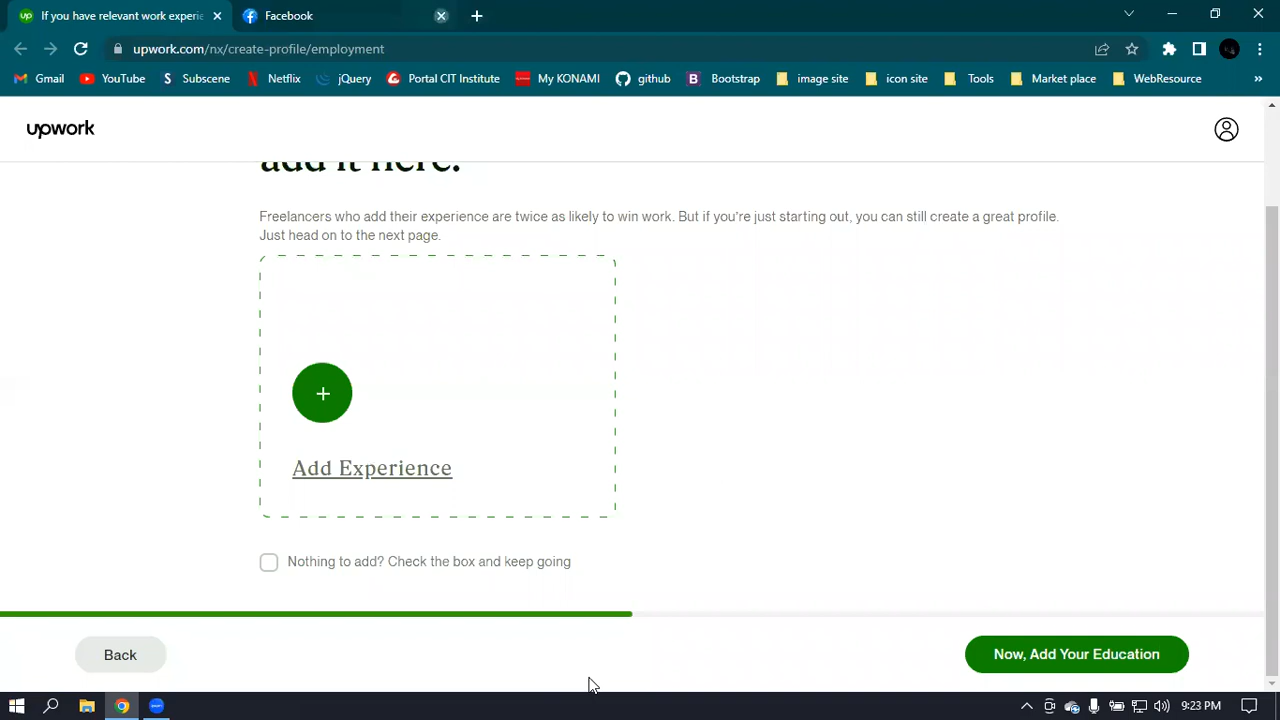 If you have relevant work experi
Facebook
upwork.com/nx/create-profile/employment
Gmail
YouTube
Subscene
Netflix
jQuery
Portal CIT Institute
My KONAMI
github
Bootstrap
image site
icon site
Tools
Market place
WebResource
»
upwork
add it here.
Freelancers who add their experience are twice as likely to win work. But if you're just starting out, you can still create a great profile.
Just head on to the next page.
Add Experience
Nothing to add? Check the box and keep going
Back
Now, Add Your Education
9:23 PM